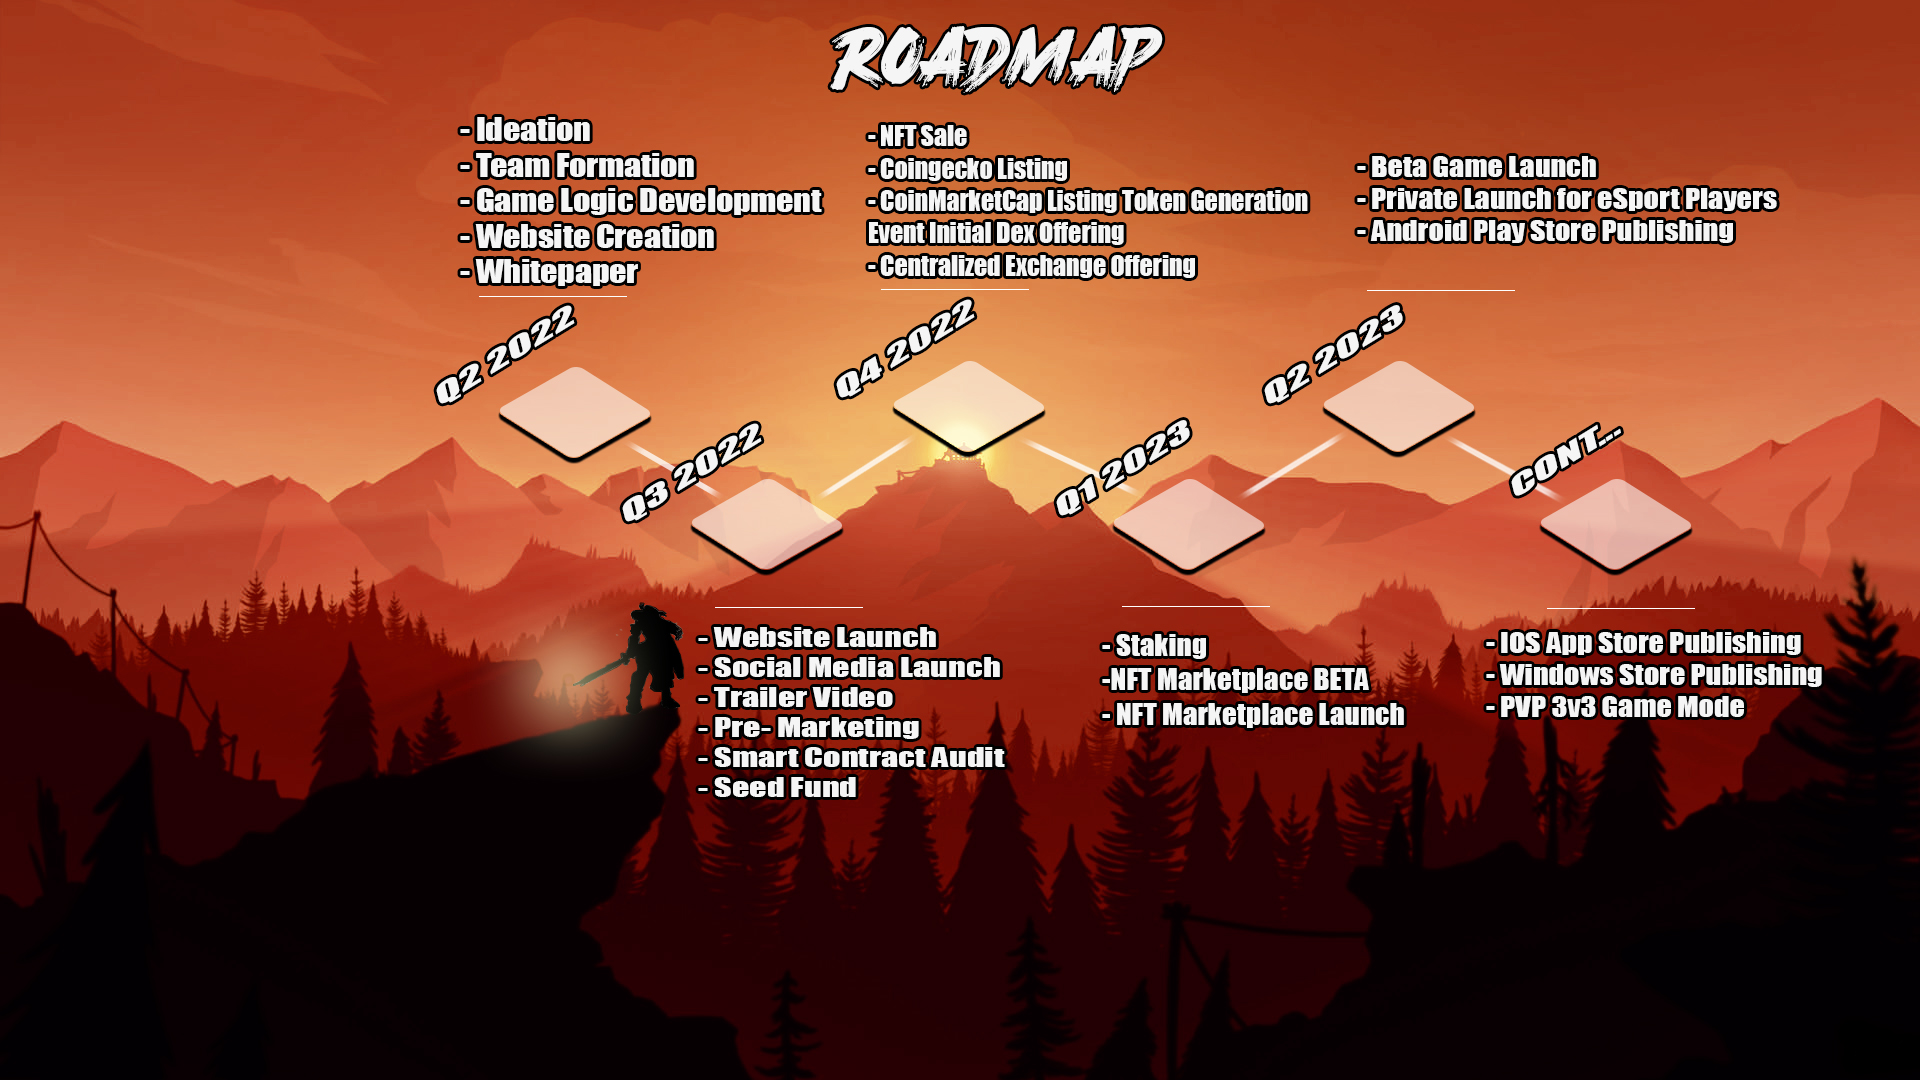 ROADMAP
- Ideation
- Team Formation
- Game Logic Development
- Website Creation
- Whitepaper
Q2 2022
Q3 2022
- Website Launch
- Social Media Launch
- Trailer Video
- Pre- Marketing
- Smart Contract Audit
- Seed Fund
- NFT Sale
- Coingecko Listing
- CoinMarketCap Listing Token Generation
Event Initial Dex Offering
- Centralized Exchange Offering
Q4 2022
Q1 2023
- Staking
-NFT Marketplace BETA
- NFT Marketplace Launch
- Beta Game Launch
- Private Launch for eSport Players
- Android Play Store Publishing
Q2 2023
CONT...
- IOS App Store Publishing
- Windows Store Publishing
- PVP 3v3 Game Mode